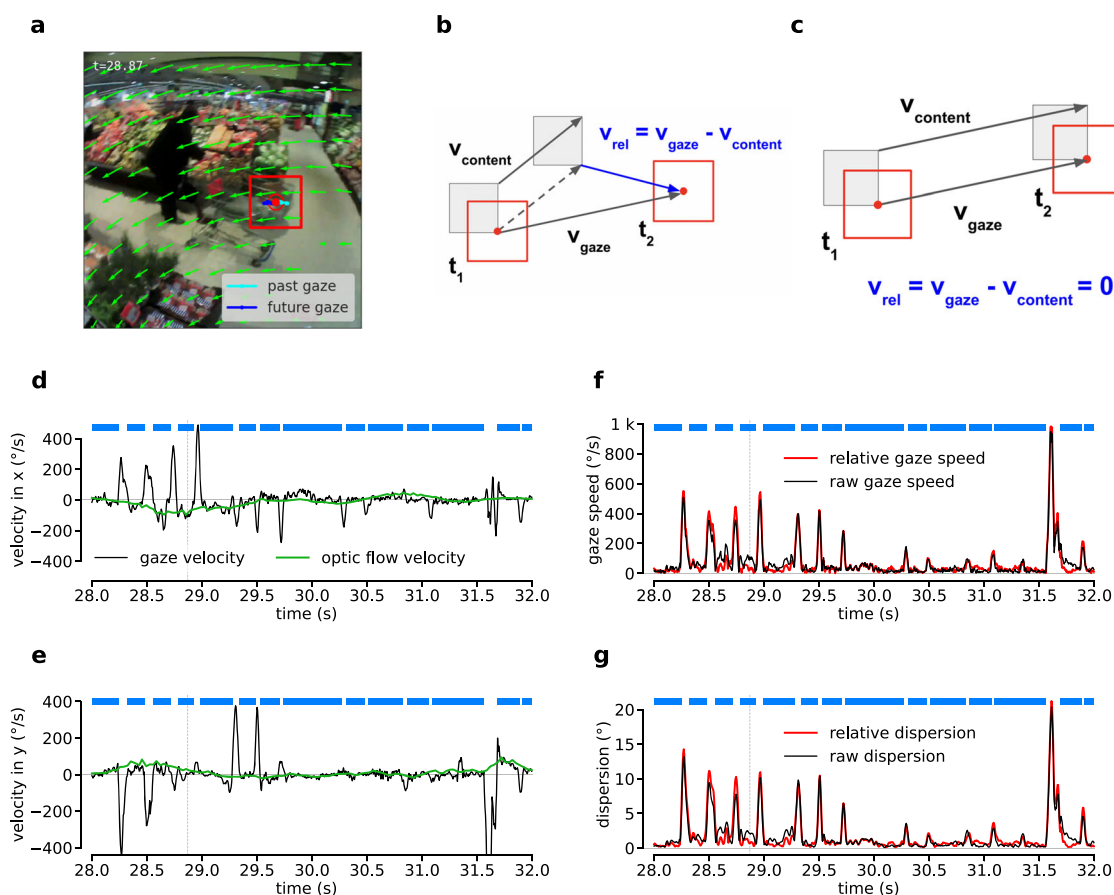 a
t=28.87
past gaze
future gaze
b
v_content
v_rel = v_gaze - v_content
v_gaze
t_1
t_2
c
v_content
v_gaze
t_1
t_2
v_rel = v_gaze - v_content = 0
d
velocity in x (°/s)
400
200
0
−200
−400
gaze velocity
optic flow velocity
28.0 28.5 29.0 29.5 30.0 30.5 31.0 31.5 32.0
time (s)
f
gaze speed (°/s)
1 k
800
600
400
200
0
relative gaze speed
raw gaze speed
28.0 28.5 29.0 29.5 30.0 30.5 31.0 31.5 32.0
time (s)
e
velocity in y (°/s)
400
200
0
−200
−400
28.0 28.5 29.0 29.5 30.0 30.5 31.0 31.5 32.0
time (s)
g
dispersion (°)
20
15
10
5
0
relative dispersion
raw dispersion
28.0 28.5 29.0 29.5 30.0 30.5 31.0 31.5 32.0
time (s)